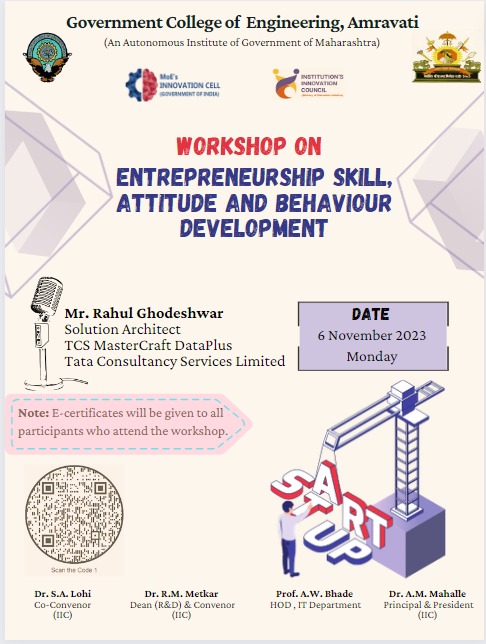 Government College of Engineering, Amravati
(An Autonomous Institute of Government of Maharashtra)
MoE's
INNOVATION CELL
(GOVERNMENT OF INDIA)
INSTITUTION'S
INNOVATION
COUNCIL
WORKSHOP ON
ENTREPRENEURSHIP SKILL,
ATTITUDE AND BEHAVIOUR
DEVELOPMENT
Mr. Rahul Ghodeshwar
Solution Architect
TCS MasterCraft DataPlus
Tata Consultancy Services Limited
DATE
6 November 2023
Monday
Note: E-certificates will be given to all
participants who attend the workshop.
START
UP
Scan the Code 1
Dr. S.A. Lohi
Co-Convenor
(IIC)
Dr. R.M. Metkar
Dean (R&D) & Convenor
(IIC)
Prof. A.W. Bhade
HOD , IT Department
Dr. A.M. Mahalle
Principal & President
(IIC)